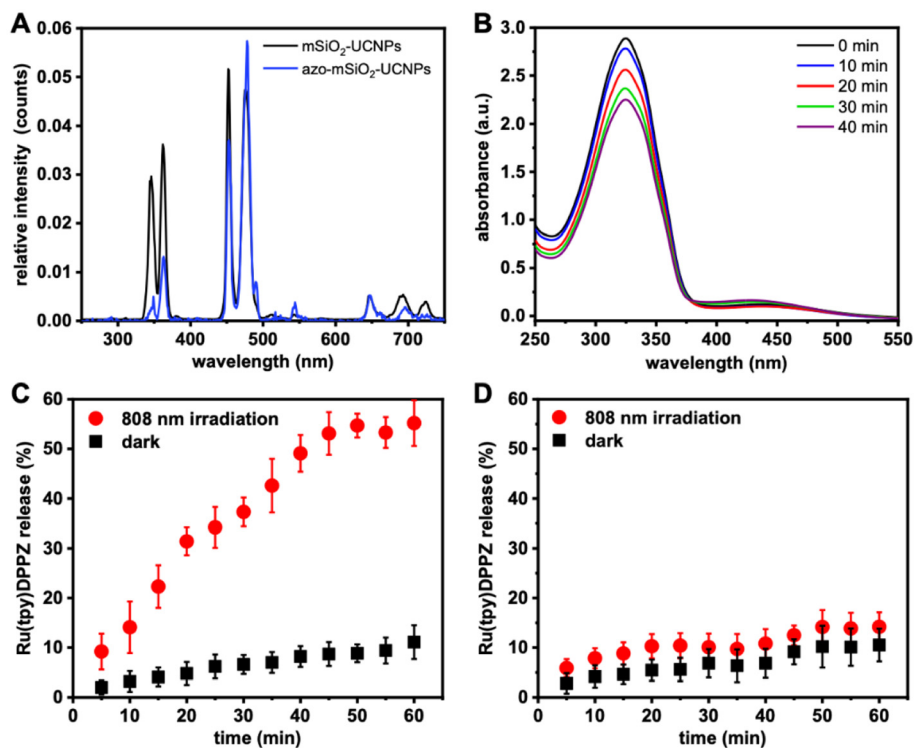 A
mSiO2-UCNPs
azo-mSiO2-UCNPs
relative intensity (counts)
0.06
0.05
0.04
0.03
0.02
0.01
0.00
300 400 500 600 700
wavelength (nm)
B
0 min
10 min
20 min
30 min
40 min
absorbance (a.u.)
3.0
2.5
2.0
1.5
1.0
0.5
0.0
250 300 350 400 450 500 550
wavelength (nm)
C
808 nm irradiation
dark
Ru(tpy)DPPZ release (%)
60
50
40
30
20
10
0
0 10 20 30 40 50 60
time (min)
D
808 nm irradiation
dark
Ru(tpy)DPPZ release (%)
60
50
40
30
20
10
0
0 10 20 30 40 50 60
time (min)